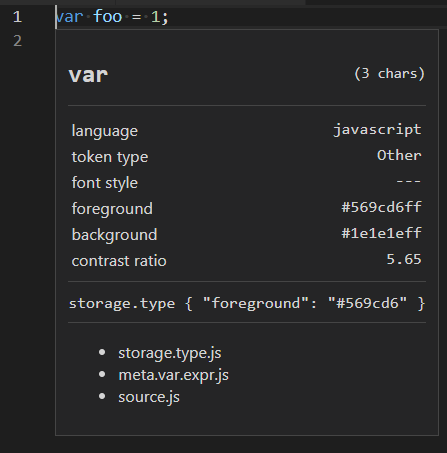 1 var foo = 1;
2
var (3 chars)
language javascript
token type Other
font style ---
foreground #569cd6ff
background #1e1e1eff
contrast ratio 5.65
storage.type { "foreground": "#569cd6" }
• storage.type.js
• meta.var.expr.js
• source.js